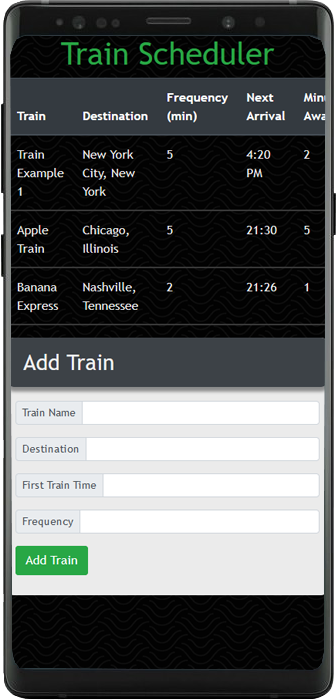 Train Scheduler
Frequency Next Minu
Train Destination (min) Arrival Awa
Train New York 5 4:20 2
Example City, New PM
1 York
Apple Chicago, 5 21:30 5
Train Illinois
Banana Nashville, 2 21:26 1
Express Tennessee
Add Train
Train Name
Destination
First Train Time
Frequency
Add Train